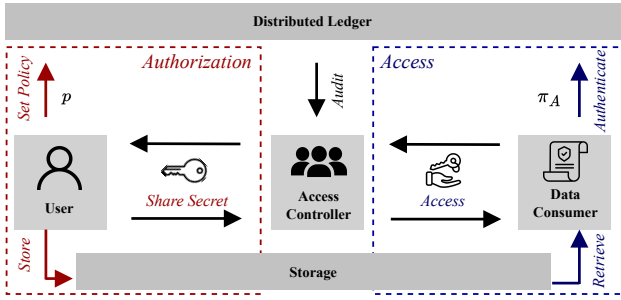 Distributed Ledger
Authorization
Access
Set Policy
p
Audit
π_A
Authenticate
User
Share Secret
Access
Controller
Access
Data
Consumer
Store
Storage
Retrieve